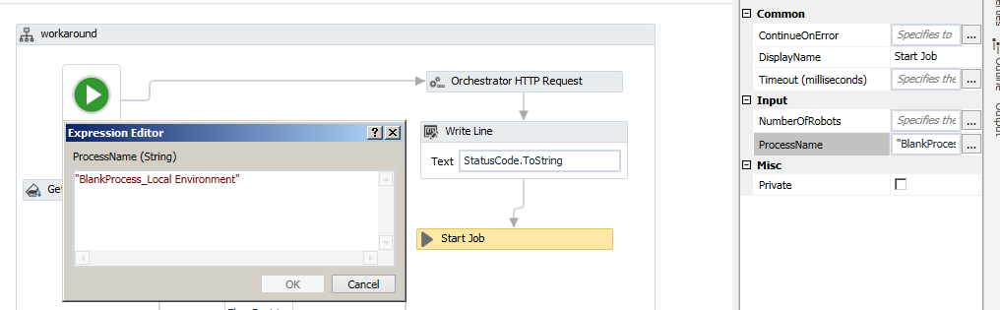 workaround
Orchestrator HTTP Request
Write Line
Text StatusCode.ToString
Start Job
Get
Expression Editor
ProcessName (String)
"BlankProcess_Local Environment"
OK Cancel
Common
ContinueOnError Specifies to ...
DisplayName Start Job
Timeout (milliseconds) Specifies the ...
Input
NumberOfRobots Specifies the ...
ProcessName "BlankProces ...
Misc
Private
Outline
Output